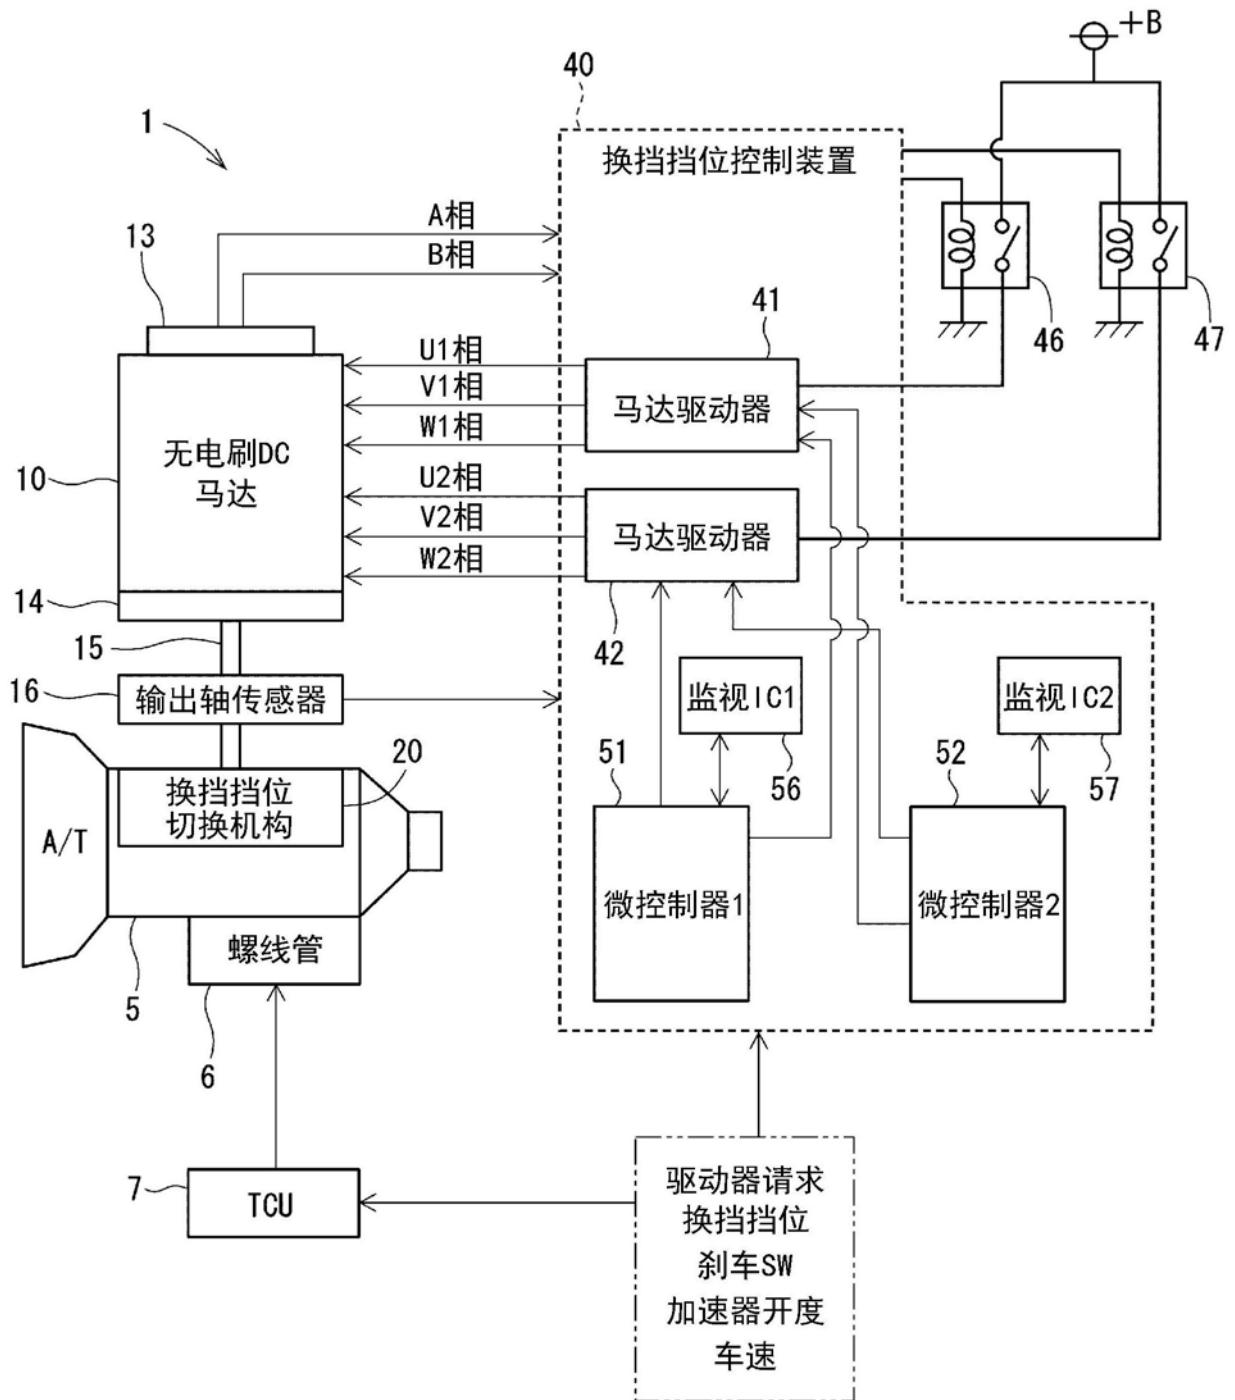 +B
40
1
换挡挡位控制装置
A相
13
B相
41
46
47
U1相
V1相
马达驱动器
W1相
无电刷DC
马达
10
U2相
V2相
马达驱动器
W2相
14
15
42
16
输出轴传感器
监视IC1
监视IC2
51
56
52
57
20
换挡挡位
切换机构
A/T
微控制器1
微控制器2
螺线管
5
6
7
TCU
驱动器请求
换挡挡位
刹车SW
加速器开度
车速